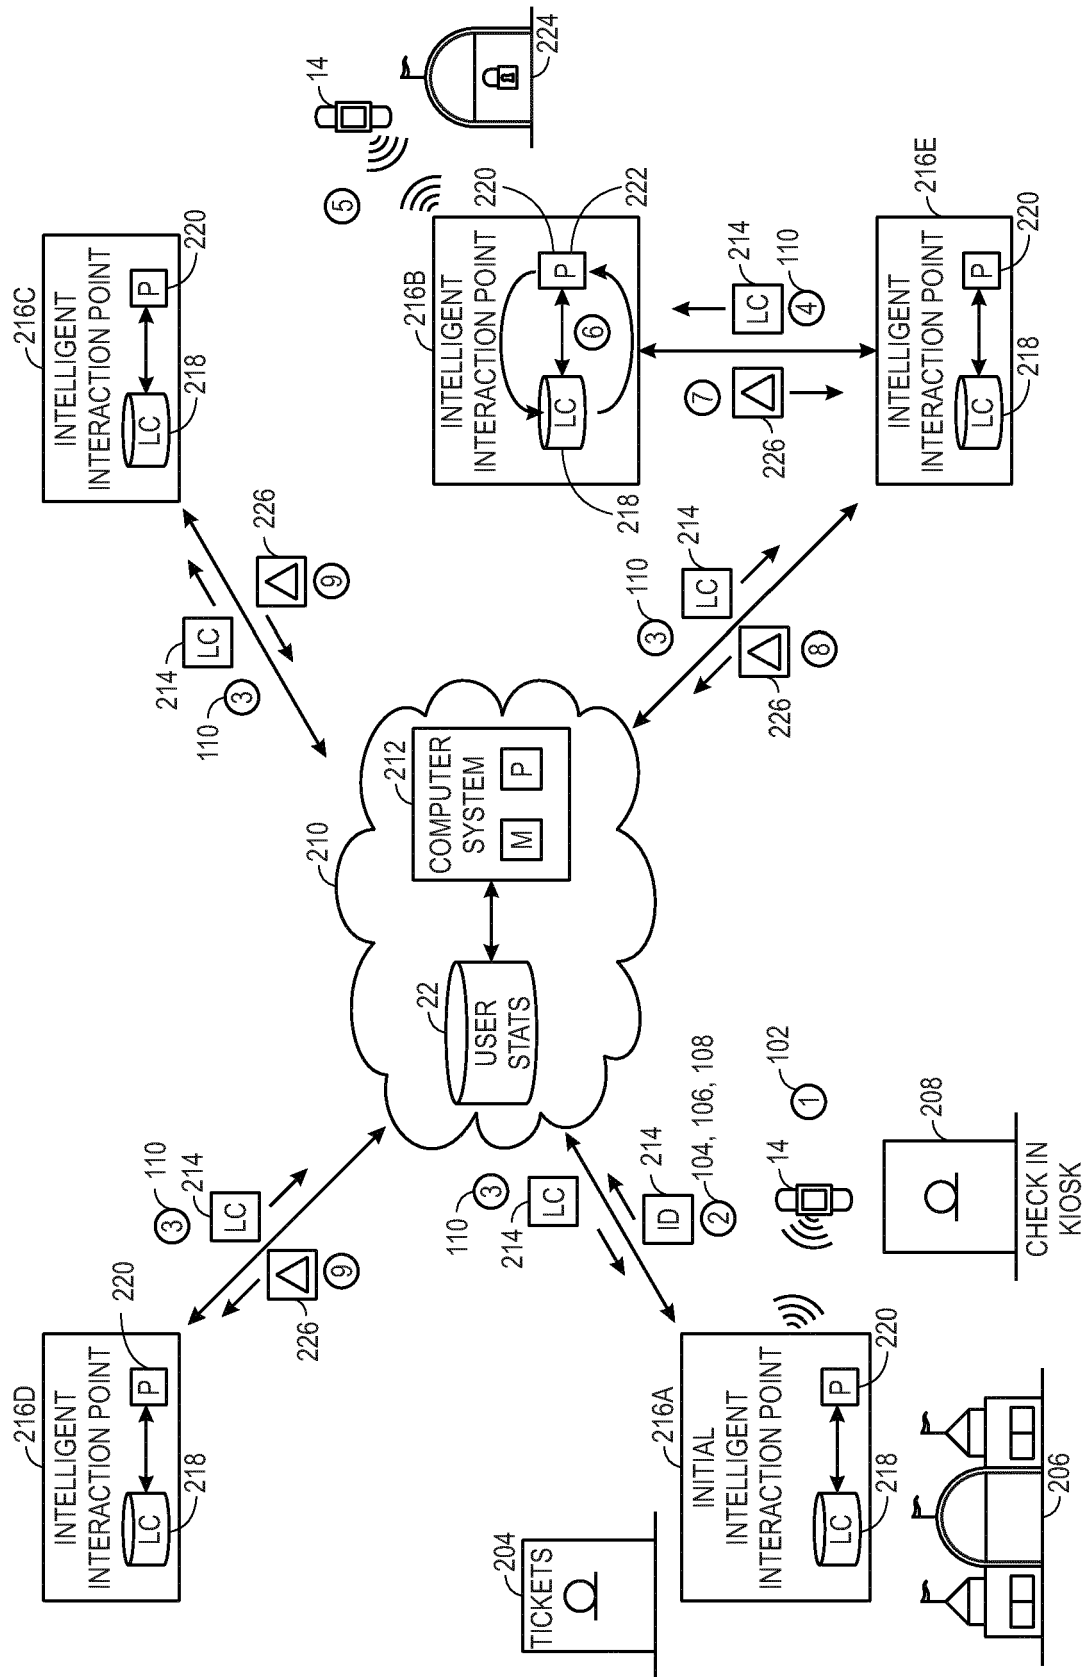 216D
INTELLIGENT
INTERACTION POINT
LC
P
218
220
216C
INTELLIGENT
INTERACTION POINT
LC
P
218
220
110
3
214
LC
226
9
110
3
214
LC
226
9
210
22
USER
STATS
212
COMPUTER
SYSTEM
M
P
14
5
224
216B
INTELLIGENT
INTERACTION POINT
LC
P
6
218
220
222
204
TICKETS
110
3
214
LC
ID
214
2
104, 106, 108
110
3
214
LC
226
8
7
226
214
LC
4
110
216A
INITIAL
INTELLIGENT
INTERACTION POINT
LC
P
218
220
14
1
102
208
CHECK IN
KIOSK
206
216E
INTELLIGENT
INTERACTION POINT
LC
P
218
220